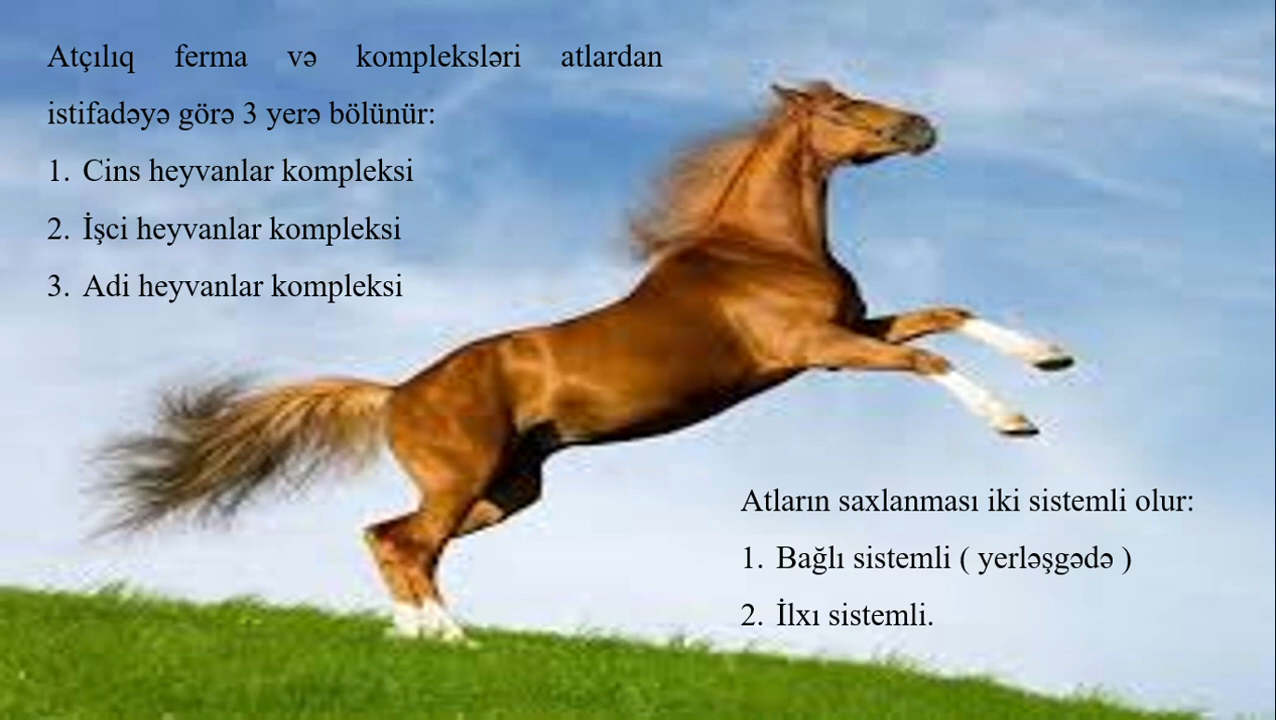 Atçılıq ferma və kompleksləri atlardan
istifadəyə görə 3 yerə bölünür:
1. Cins heyvanlar kompleksi
2. İşci heyvanlar kompleksi
3. Adi heyvanlar kompleksi
Atların saxlanması iki sistemli olur:
1. Bağlı sistemli ( yerləşgədə )
2. İlxı sistemli.